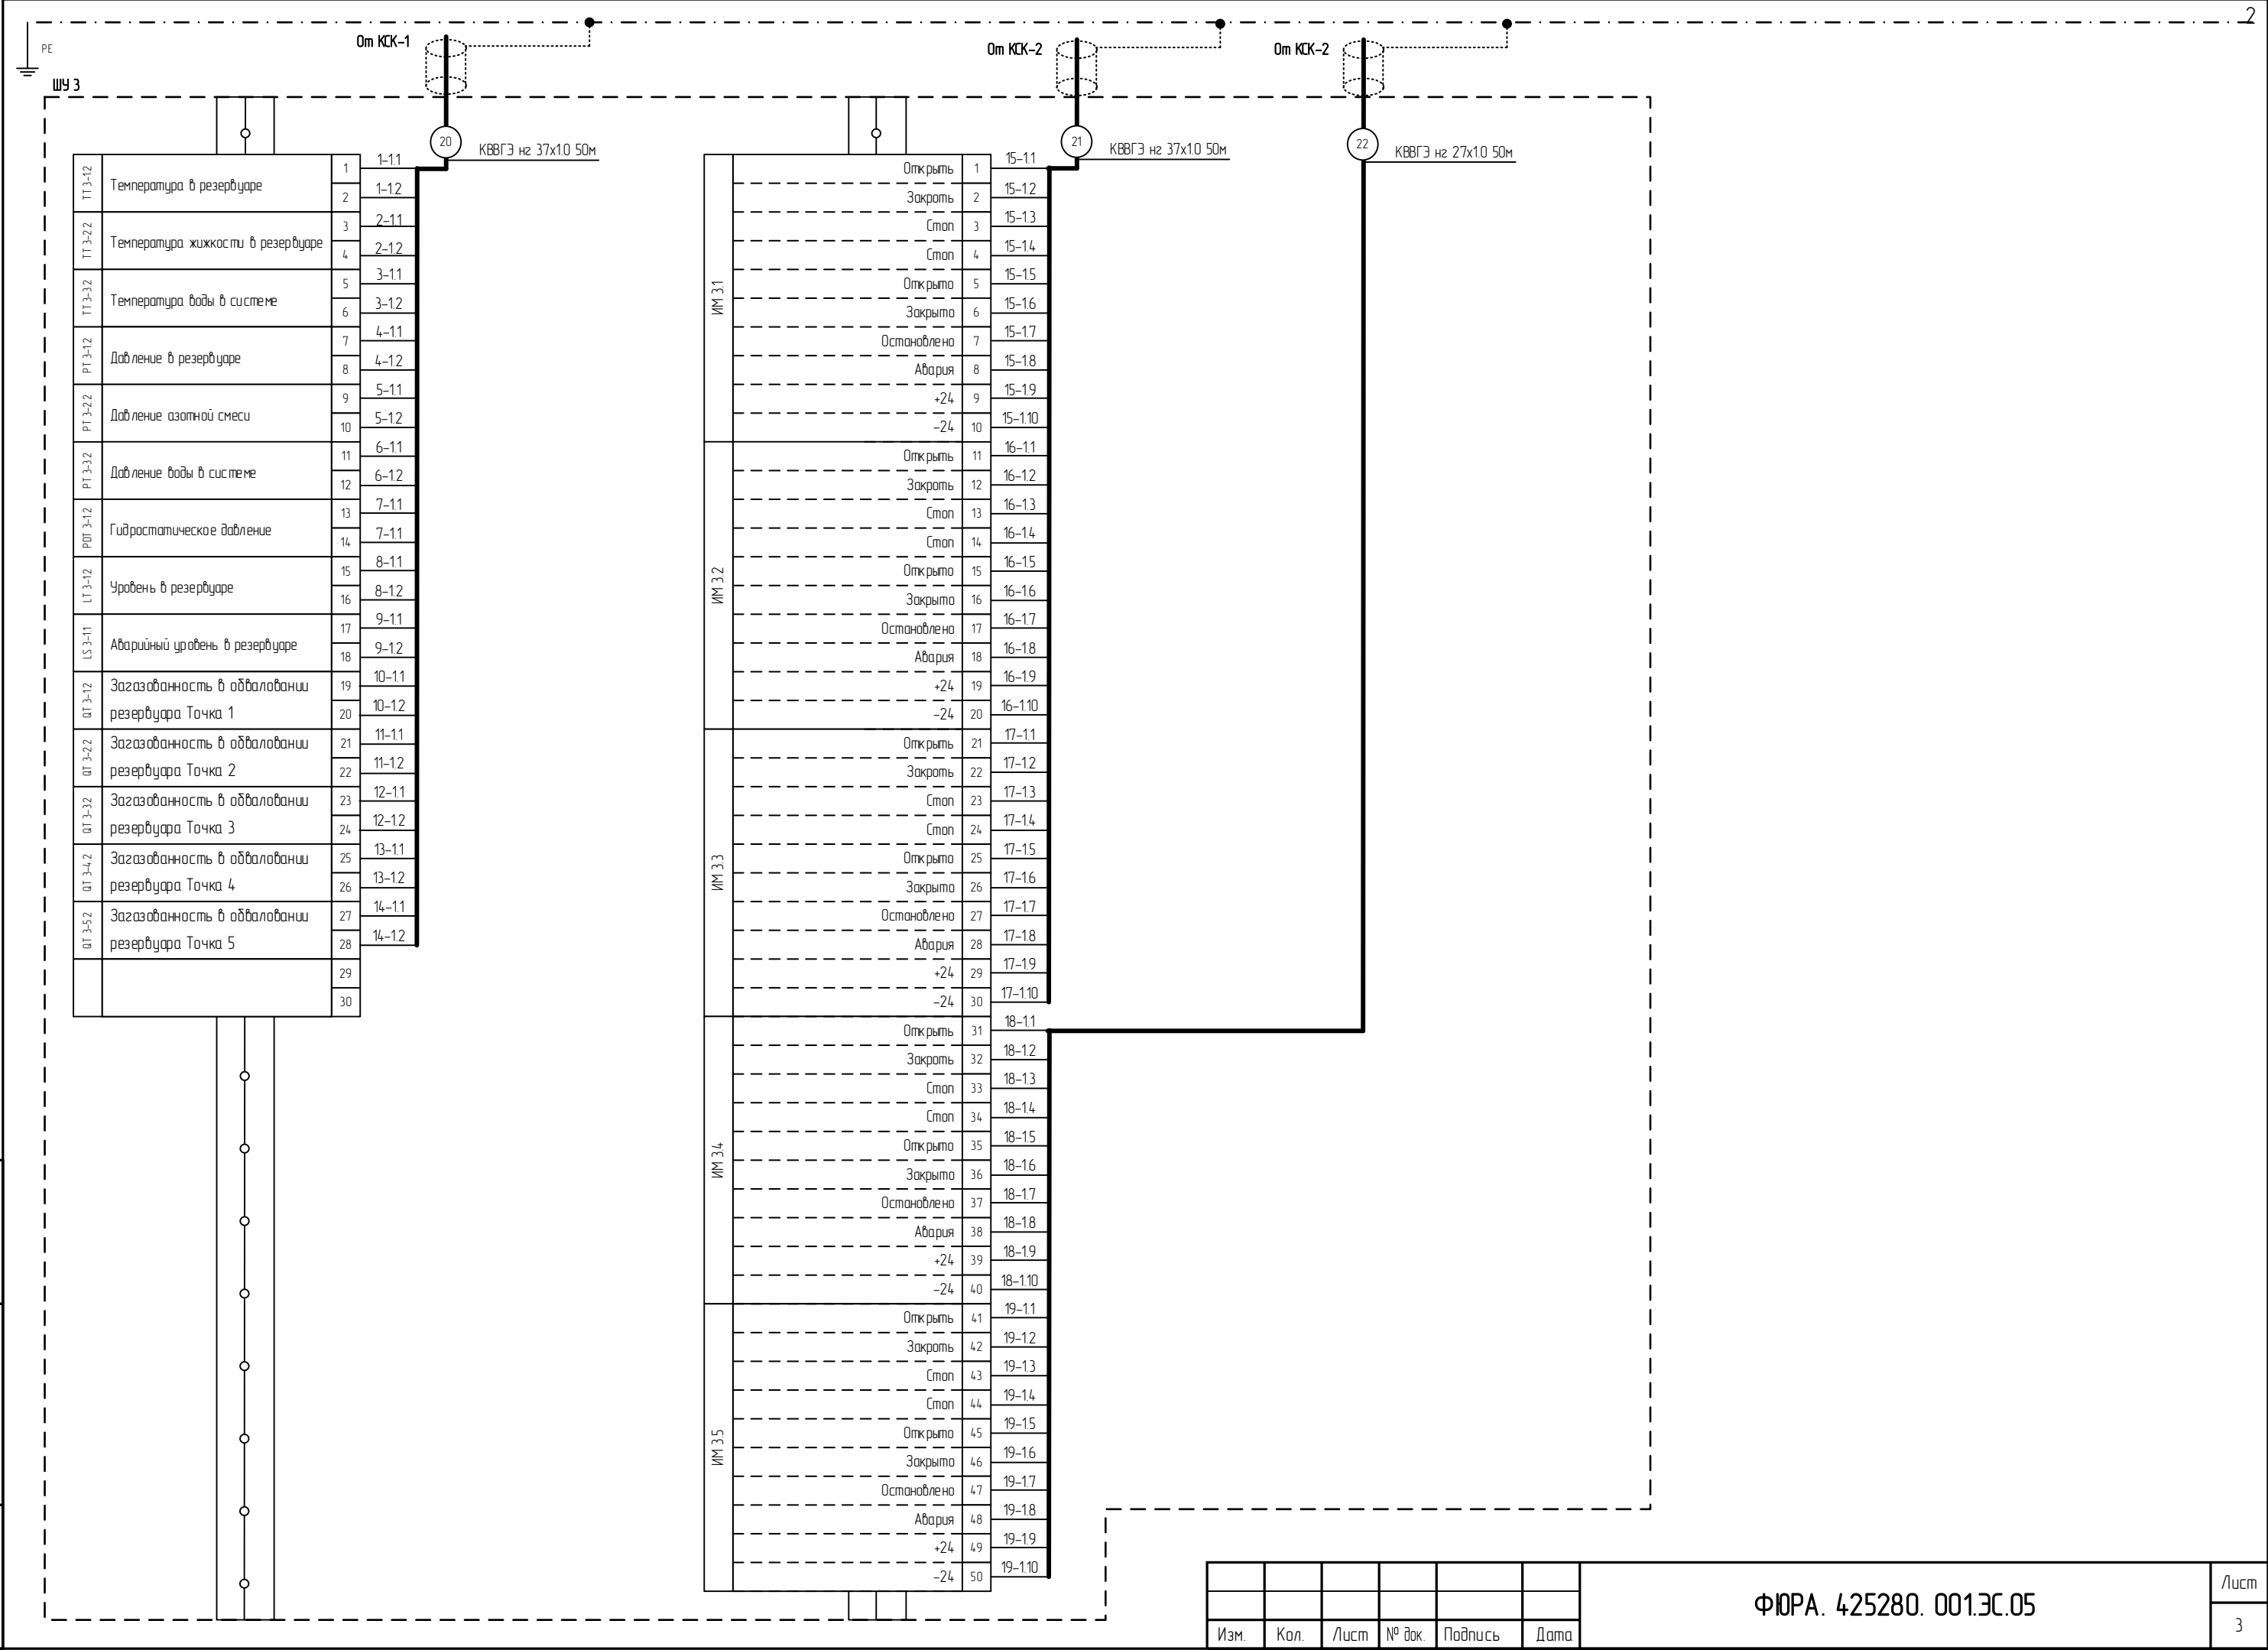 2
PE
От КСК-1
От КСК-2
От КСК-2
ШУ 3
20
КВВГЭ нг 37х1.0 50м
21
КВВГЭ нг 37х1.0 50м
22
КВВГЭ нг 27х1.0 50м
ТТ 3-1.2
Температура в резервуаре
1
1-1.1
2
1-1.2
ТТ 3-2.2
Температура жижкости в резервуаре
3
2-1.1
4
2-1.2
ТТ 3-3.2
Температура воды в системе
5
3-1.1
6
3-1.2
РТ 3-1.2
Давление в резервуаре
7
4-1.1
8
4-1.2
РТ 3-2.2
Давление азотной смеси
9
5-1.1
10
5-1.2
РТ 3-3.2
Давление воды в системе
11
6-1.1
12
6-1.2
PDT 3-1.2
Гидростатическое давление
13
7-1.1
14
7-1.1
LT 3-1.2
Уровень в резервуаре
15
8-1.1
16
8-1.2
LS 3-1.1
Аварийный уровень в резервуаре
17
9-1.1
18
9-1.2
QT 3-1.2
Загазованность в обваловании
резервуара Точка 1
19
10-1.1
20
10-1.2
QT 3-2.2
Загазованность в обваловании
резервуара Точка 2
21
11-1.1
22
11-1.2
QT 3-3.2
Загазованность в обваловании
резервуара Точка 3
23
12-1.1
24
12-1.2
QT 3-4.2
Загазованность в обваловании
резервуара Точка 4
25
13-1.1
26
13-1.2
QT 3-5.2
Загазованность в обваловании
резервуара Точка 5
27
14-1.1
28
14-1.2
29
30
ИМ 3.1
Открыть 1 15-1.1
Закроть 2 15-1.2
Стоп 3 15-1.3
Стоп 4 15-1.4
Открыто 5 15-1.5
Закрыто 6 15-1.6
Остановлено 7 15-1.7
Авария 8 15-1.8
+24 9 15-1.9
-24 10 15-1.10
ИМ 3.2
Открыть 11 16-1.1
Закроть 12 16-1.2
Стоп 13 16-1.3
Стоп 14 16-1.4
Открыто 15 16-1.5
Закрыто 16 16-1.6
Остановлено 17 16-1.7
Авария 18 16-1.8
+24 19 16-1.9
-24 20 16-1.10
ИМ 3.3
Открыть 21 17-1.1
Закроть 22 17-1.2
Стоп 23 17-1.3
Стоп 24 17-1.4
Открыто 25 17-1.5
Закрыто 26 17-1.6
Остановлено 27 17-1.7
Авария 28 17-1.8
+24 29 17-1.9
-24 30 17-1.10
ИМ 3.4
Открыть 31 18-1.1
Закроть 32 18-1.2
Стоп 33 18-1.3
Стоп 34 18-1.4
Открыто 35 18-1.5
Закрыто 36 18-1.6
Остановлено 37 18-1.7
Авария 38 18-1.8
+24 39 18-1.9
-24 40 18-1.10
ИМ 3.5
Открыть 41 19-1.1
Закроть 42 19-1.2
Стоп 43 19-1.3
Стоп 44 19-1.4
Открыто 45 19-1.5
Закрыто 46 19-1.6
Остановлено 47 19-1.7
Авария 48 19-1.8
+24 49 19-1.9
-24 50 19-1.10
Изм. Кол. Лист № док. Подпись Дата
ФЮРА. 425280. 001.ЭС.05
Лист
3